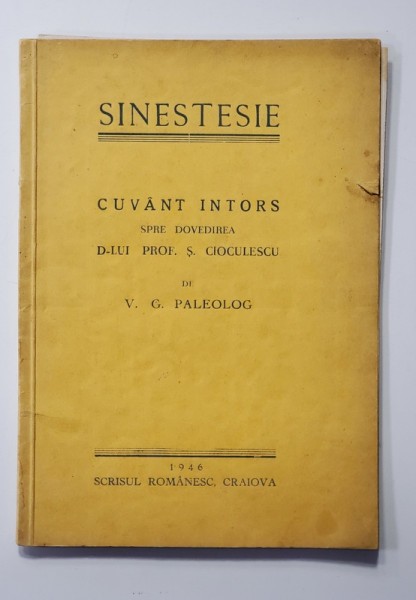 SINESTESIE
CUVÂNT INTORS
SPRE DOVEDIREA
D-LUI PROF. Ș. CIOCULESCU
DE
V. G. PALEOLOG
1946
SCRISUL ROMÂNESC, CRAIOVA